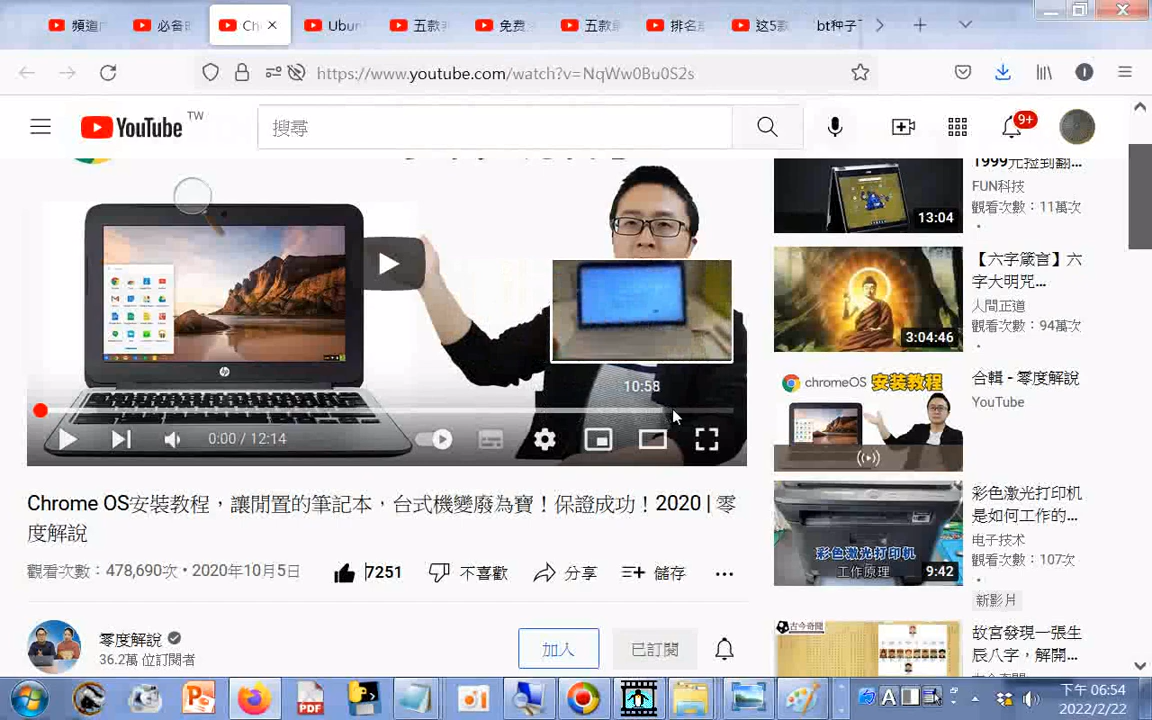 頻道
必備
Ch
Ubun
五款
免费
五款
排名
这5款
bt种子
https://www.youtube.com/watch?v=NqWw0Bu0S2s
YouTube TW
搜尋
9+
10:58
0:00 / 12:14
Chrome OS安裝教程，讓閒置的筆記本，台式機變廢為寶！保證成功！2020 | 零
度解說
觀看次數：478,690次 • 2020年10月5日
7251
不喜歡
分享
儲存
零度解說
36.2萬 位訂閱者
加入
已訂閱
13:04
FUN科技
觀看次數：11萬次
3:04:46
【六字箴言】六
字大明咒...
人間正道
觀看次數：94萬次
chromeOS 安装教程
合輯 - 零度解說
YouTube
彩色激光打印机
工作原理
9:42
彩色激光打印机
是如何工作的...
电子技术
觀看次數：107次
新影片
古今奇聞
故宮發現一張生
辰八字，解開...
下午 06:54
2022/2/22